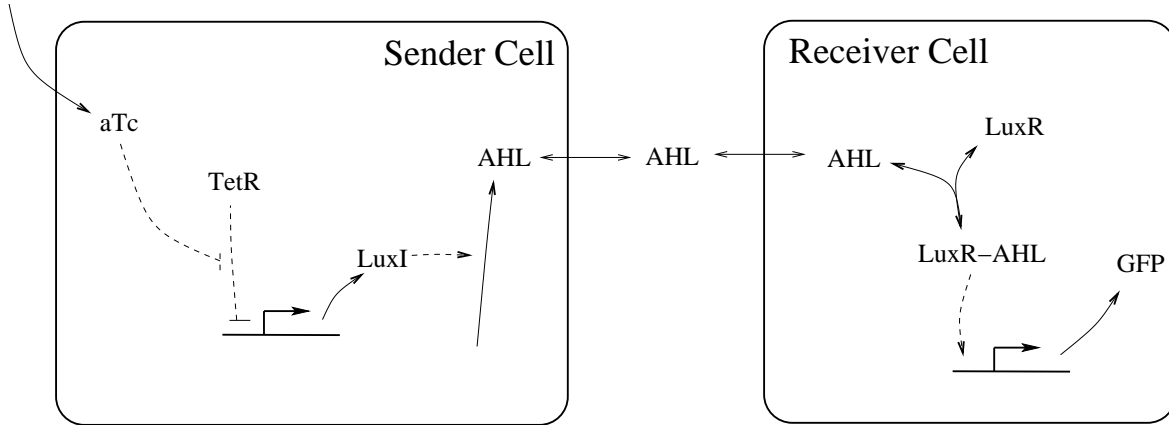 Sender Cell
Receiver Cell
aTc
TetR
LuxI
AHL
AHL
AHL
LuxR
LuxR–AHL
GFP